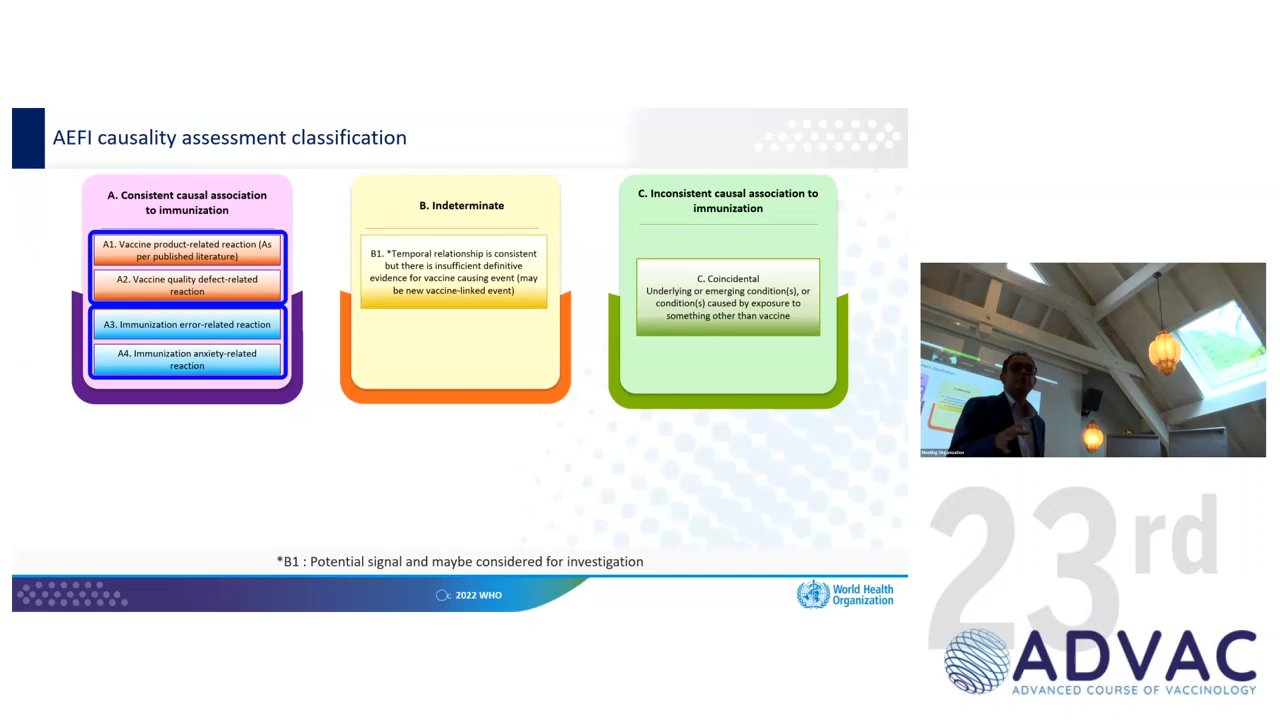 AEFI causality assessment classification
A. Consistent causal association
to immunization
A1. Vaccine product-related reaction (As
per published literature)
A2. Vaccine quality defect-related
reaction
A3. Immunization error-related reaction
A4. Immunization anxiety-related
reaction
B. Indeterminate
B1. *Temporal relationship is consistent
but there is insufficient definitive
evidence for vaccine causing event (may
be new vaccine-linked event)
C. Inconsistent causal association to
immunization
C. Coincidental
Underlying or emerging condition(s), or
condition(s) caused by exposure to
something other than vaccine
*B1 : Potential signal and maybe considered for investigation
2022 WHO
World Health
Organization
Meeting Organization
23rd
ADVAC
ADVANCED COURSE OF VACCINOLOGY